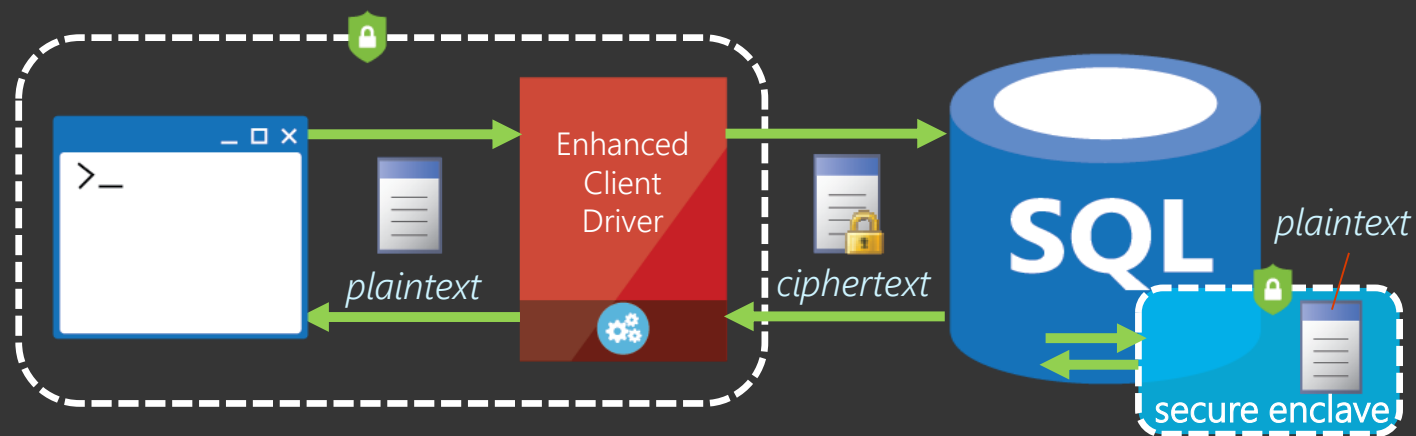 >_
Enhanced
Client
Driver
plaintext
ciphertext
SQL
plaintext
secure enclave